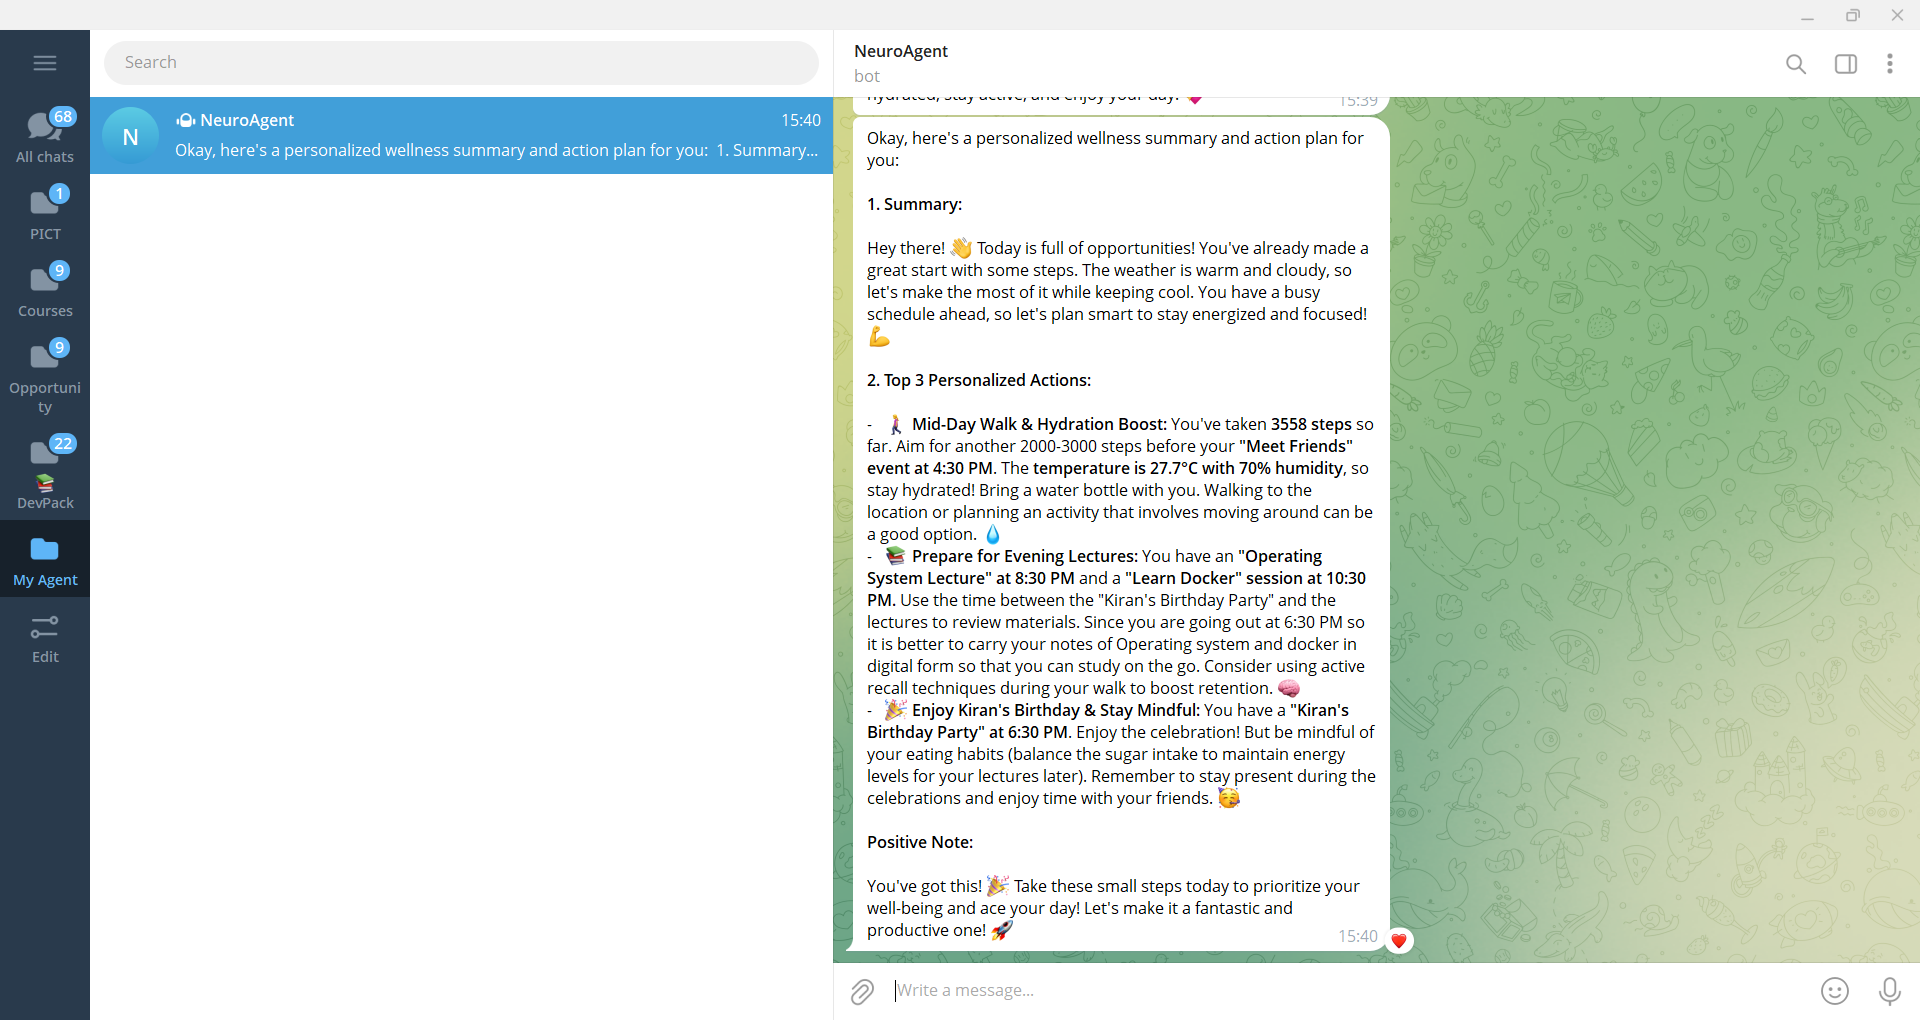 Search
68
All chats
1
PICT
9
Courses
9
Opportuni
ty
22
DevPack
My Agent
Edit
N
NeuroAgent
15:40
Okay, here's a personalized wellness summary and action plan for you: 1. Summary...
NeuroAgent
bot
hydrated, stay active, and enjoy your day! 💖
15:39
Okay, here's a personalized wellness summary and action plan for
you:
1. Summary:
Hey there! 👋 Today is full of opportunities! You've already made a
great start with some steps. The weather is warm and cloudy, so
let's make the most of it while keeping cool. You have a busy
schedule ahead, so let's plan smart to stay energized and focused!
💪
2. Top 3 Personalized Actions:
- 🚶 Mid-Day Walk & Hydration Boost: You've taken 3558 steps so
far. Aim for another 2000-3000 steps before your "Meet Friends"
event at 4:30 PM. The temperature is 27.7°C with 70% humidity, so
stay hydrated! Bring a water bottle with you. Walking to the
location or planning an activity that involves moving around can be
a good option. 💧
- 📚 Prepare for Evening Lectures: You have an "Operating
System Lecture" at 8:30 PM and a "Learn Docker" session at 10:30
PM. Use the time between the "Kiran's Birthday Party" and the
lectures to review materials. Since you are going out at 6:30 PM so
it is better to carry your notes of Operating system and docker in
digital form so that you can study on the go. Consider using active
recall techniques during your walk to boost retention. 🧠
- 🎉 Enjoy Kiran's Birthday & Stay Mindful: You have a "Kiran's
Birthday Party" at 6:30 PM. Enjoy the celebration! But be mindful of
your eating habits (balance the sugar intake to maintain energy
levels for your lectures later). Remember to stay present during the
celebrations and enjoy time with your friends. 🥳
Positive Note:
You've got this! 🎉 Take these small steps today to prioritize your
well-being and ace your day! Let's make it a fantastic and
productive one! 🚀
15:40
Write a message...